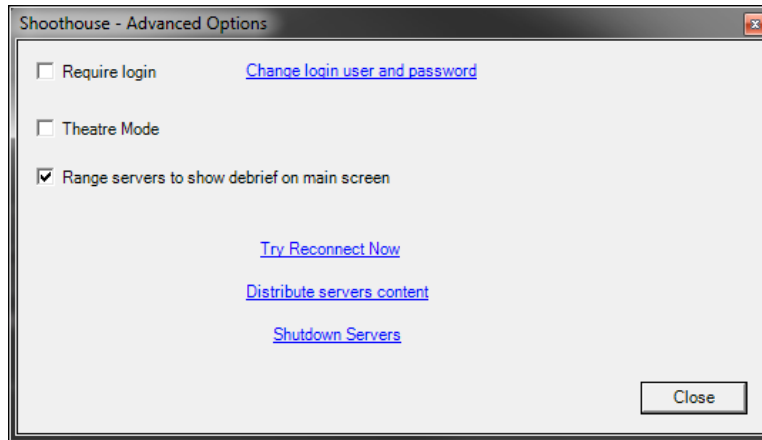 Shoothouse - Advanced Options
Require login
Change login user and password
Theatre Mode
Range servers to show debrief on main screen
Try Reconnect Now
Distribute servers content
Shutdown Servers
Close